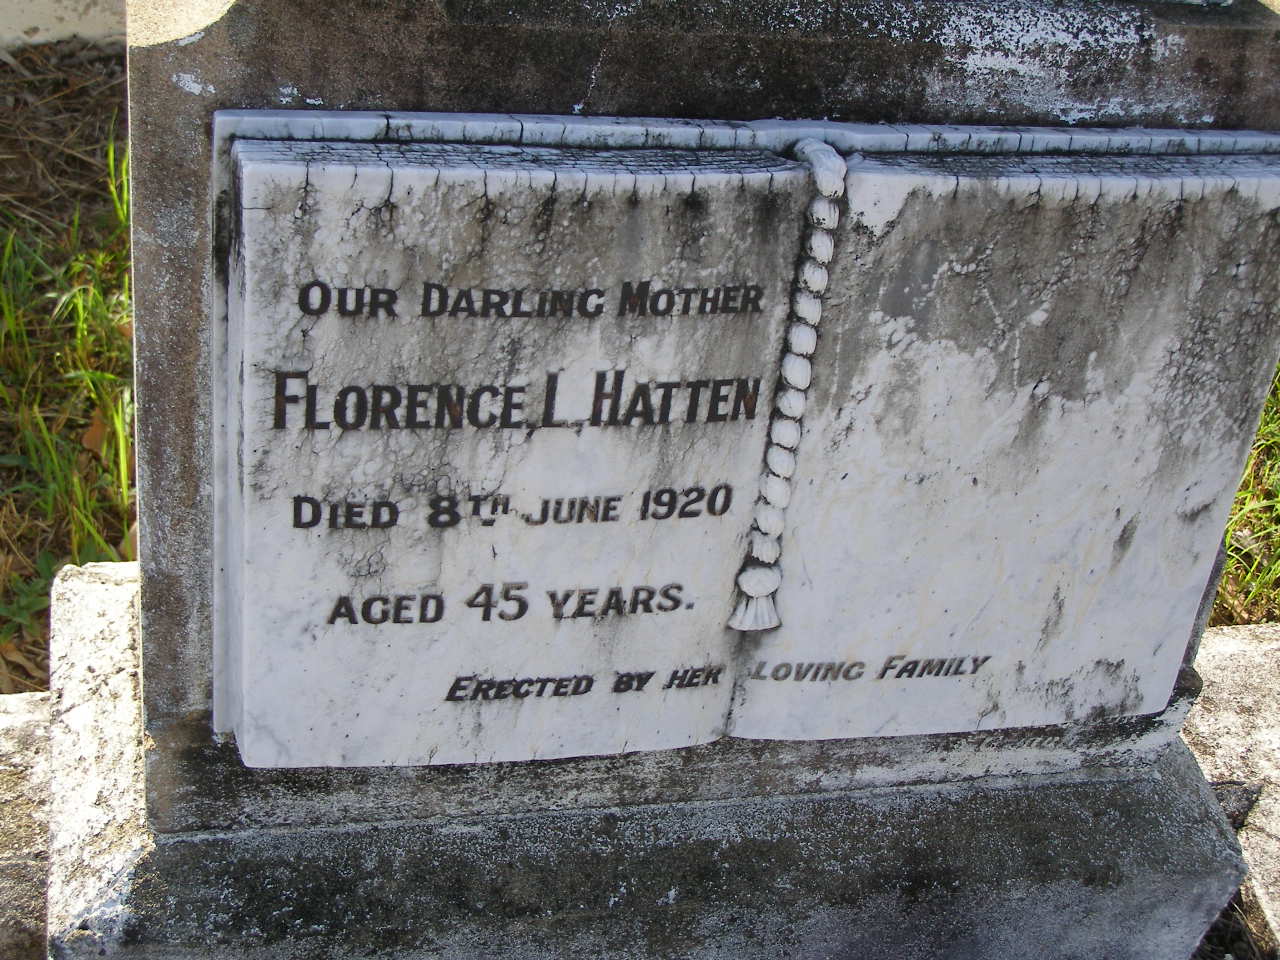 OUR DARLING MOTHER
FLORENCE L. HATTEN
DIED 8TH JUNE 1920
AGED 45 YEARS.
ERECTED BY HER LOVING FAMILY